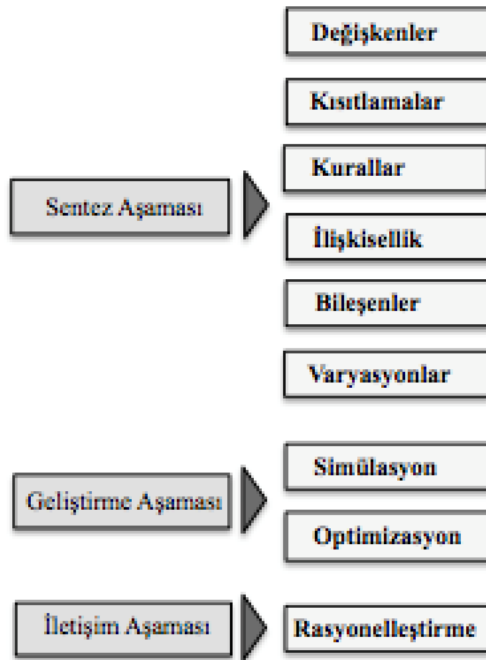 Değişkenler
Kısıtlamalar
Kurallar
Sentez Aşaması
İlişkisellik
Bileşenler
Varyasyonlar
Simülasyon
Geliştirme Aşaması
Optimizasyon
İletişim Aşaması
Rasyonelleştirme